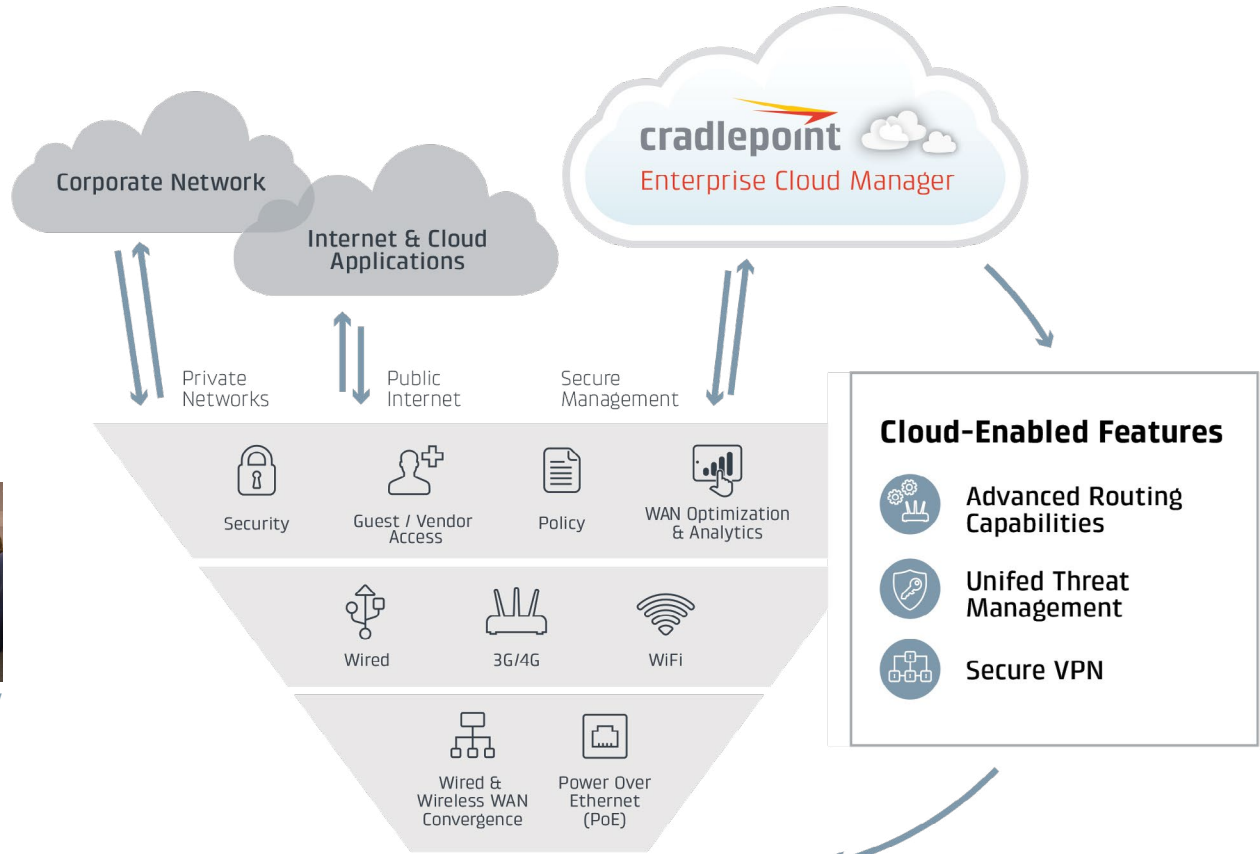 cradlepoint
Enterprise Cloud Manager
Corporate Network
Internet & Cloud
Applications
Private
Networks
Public
Internet
Secure
Management
Security
Guest / Vendor
Access
Policy
WAN Optimization
& Analytics
Wired
3G/4G
WiFi
Wired &
Wireless WAN
Convergence
Power Over
Ethernet
(PoE)
Cloud-Enabled Features
Advanced Routing
Capabilities
Unifed Threat
Management
Secure VPN